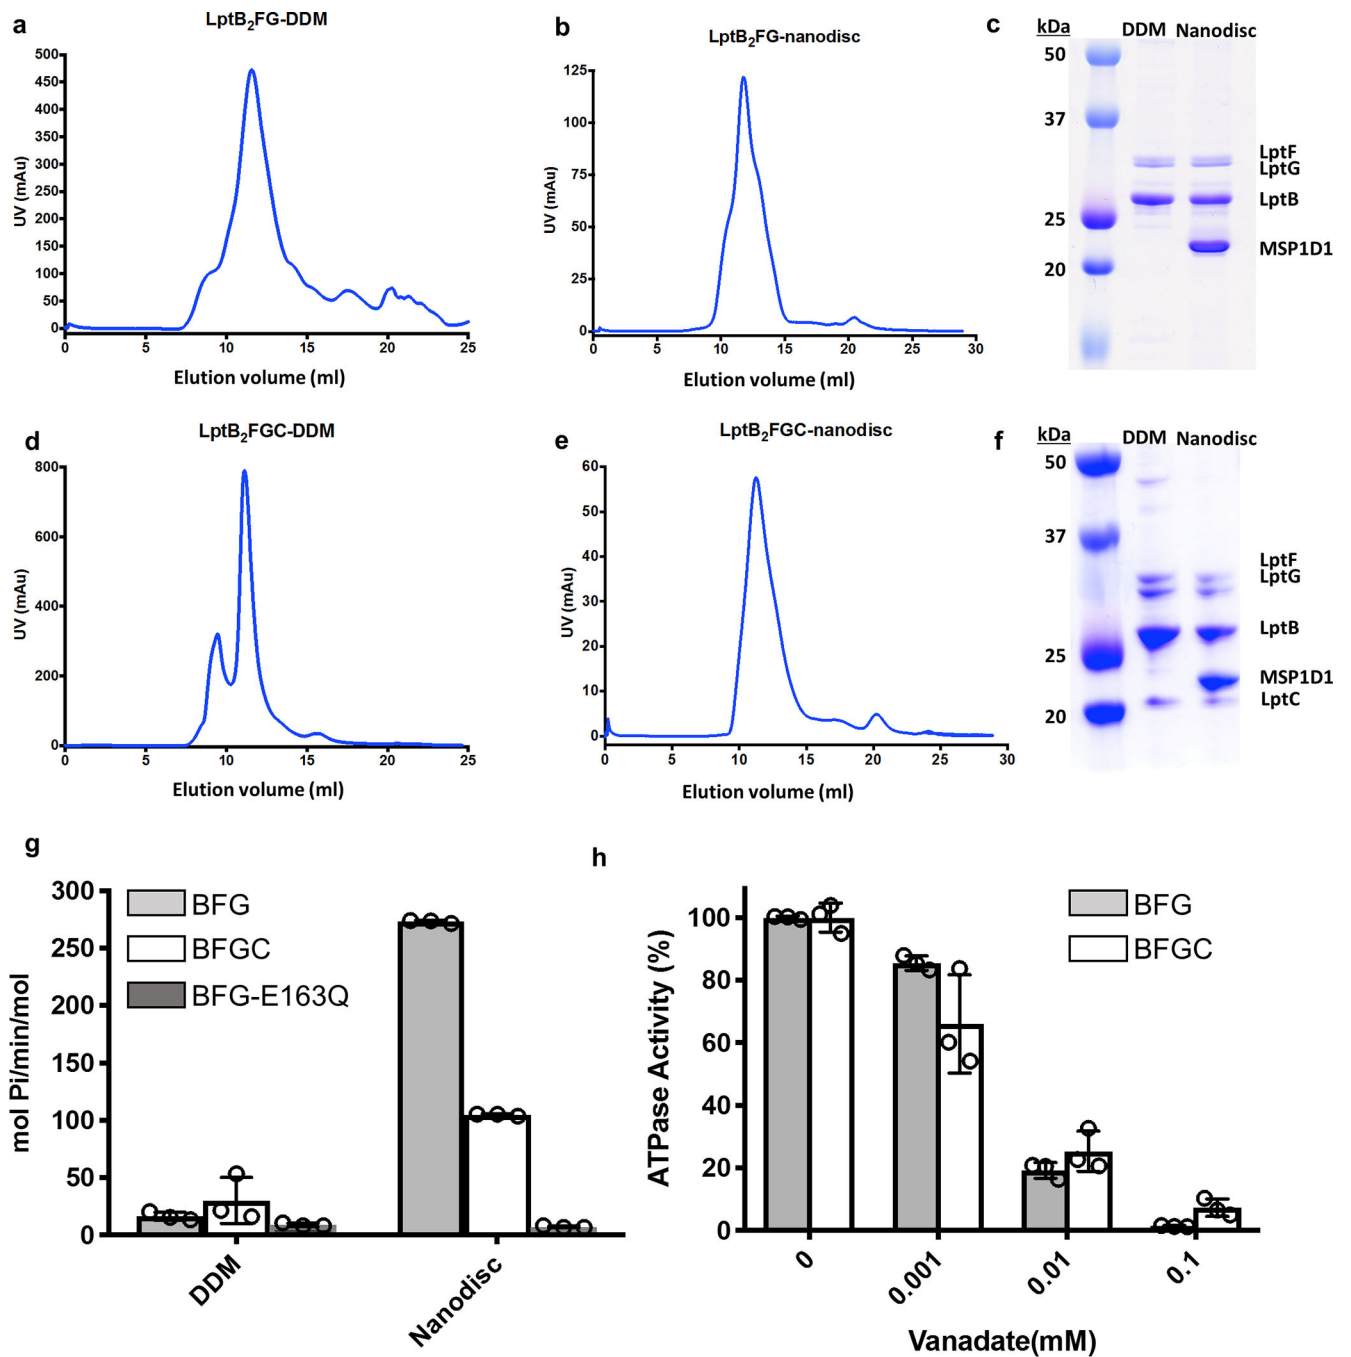 a
LptB2FG-DDM
UV (mAu)
500
450
400
350
300
250
200
150
100
50
0
0 5 10 15 20 25
Elution volume (ml)
b
LptB2FG-nanodisc
UV (mAu)
125
100
75
50
25
0
0 5 10 15 20 25 30
Elution volume (ml)
c
kDa DDM Nanodisc
50
37
25
20
LptF
LptG
LptB
MSP1D1
d
LptB2FGC-DDM
UV (mAu)
800
600
400
200
0
0 5 10 15 20 25
Elution volume (ml)
e
LptB2FGC-nanodisc
UV (mAu)
60
50
40
30
20
10
0
0 5 10 15 20 25 30
Elution volume (ml)
f
kDa DDM Nanodisc
50
37
25
20
LptF
LptG
LptB
MSP1D1
LptC
g
mol Pi/min/mol
300
250
200
150
100
50
0
BFG
BFGC
BFG-E163Q
DDM Nanodisc
h
ATPase Activity (%)
100
80
60
40
20
0
BFG
BFGC
0 0.001 0.01 0.1
Vanadate(mM)